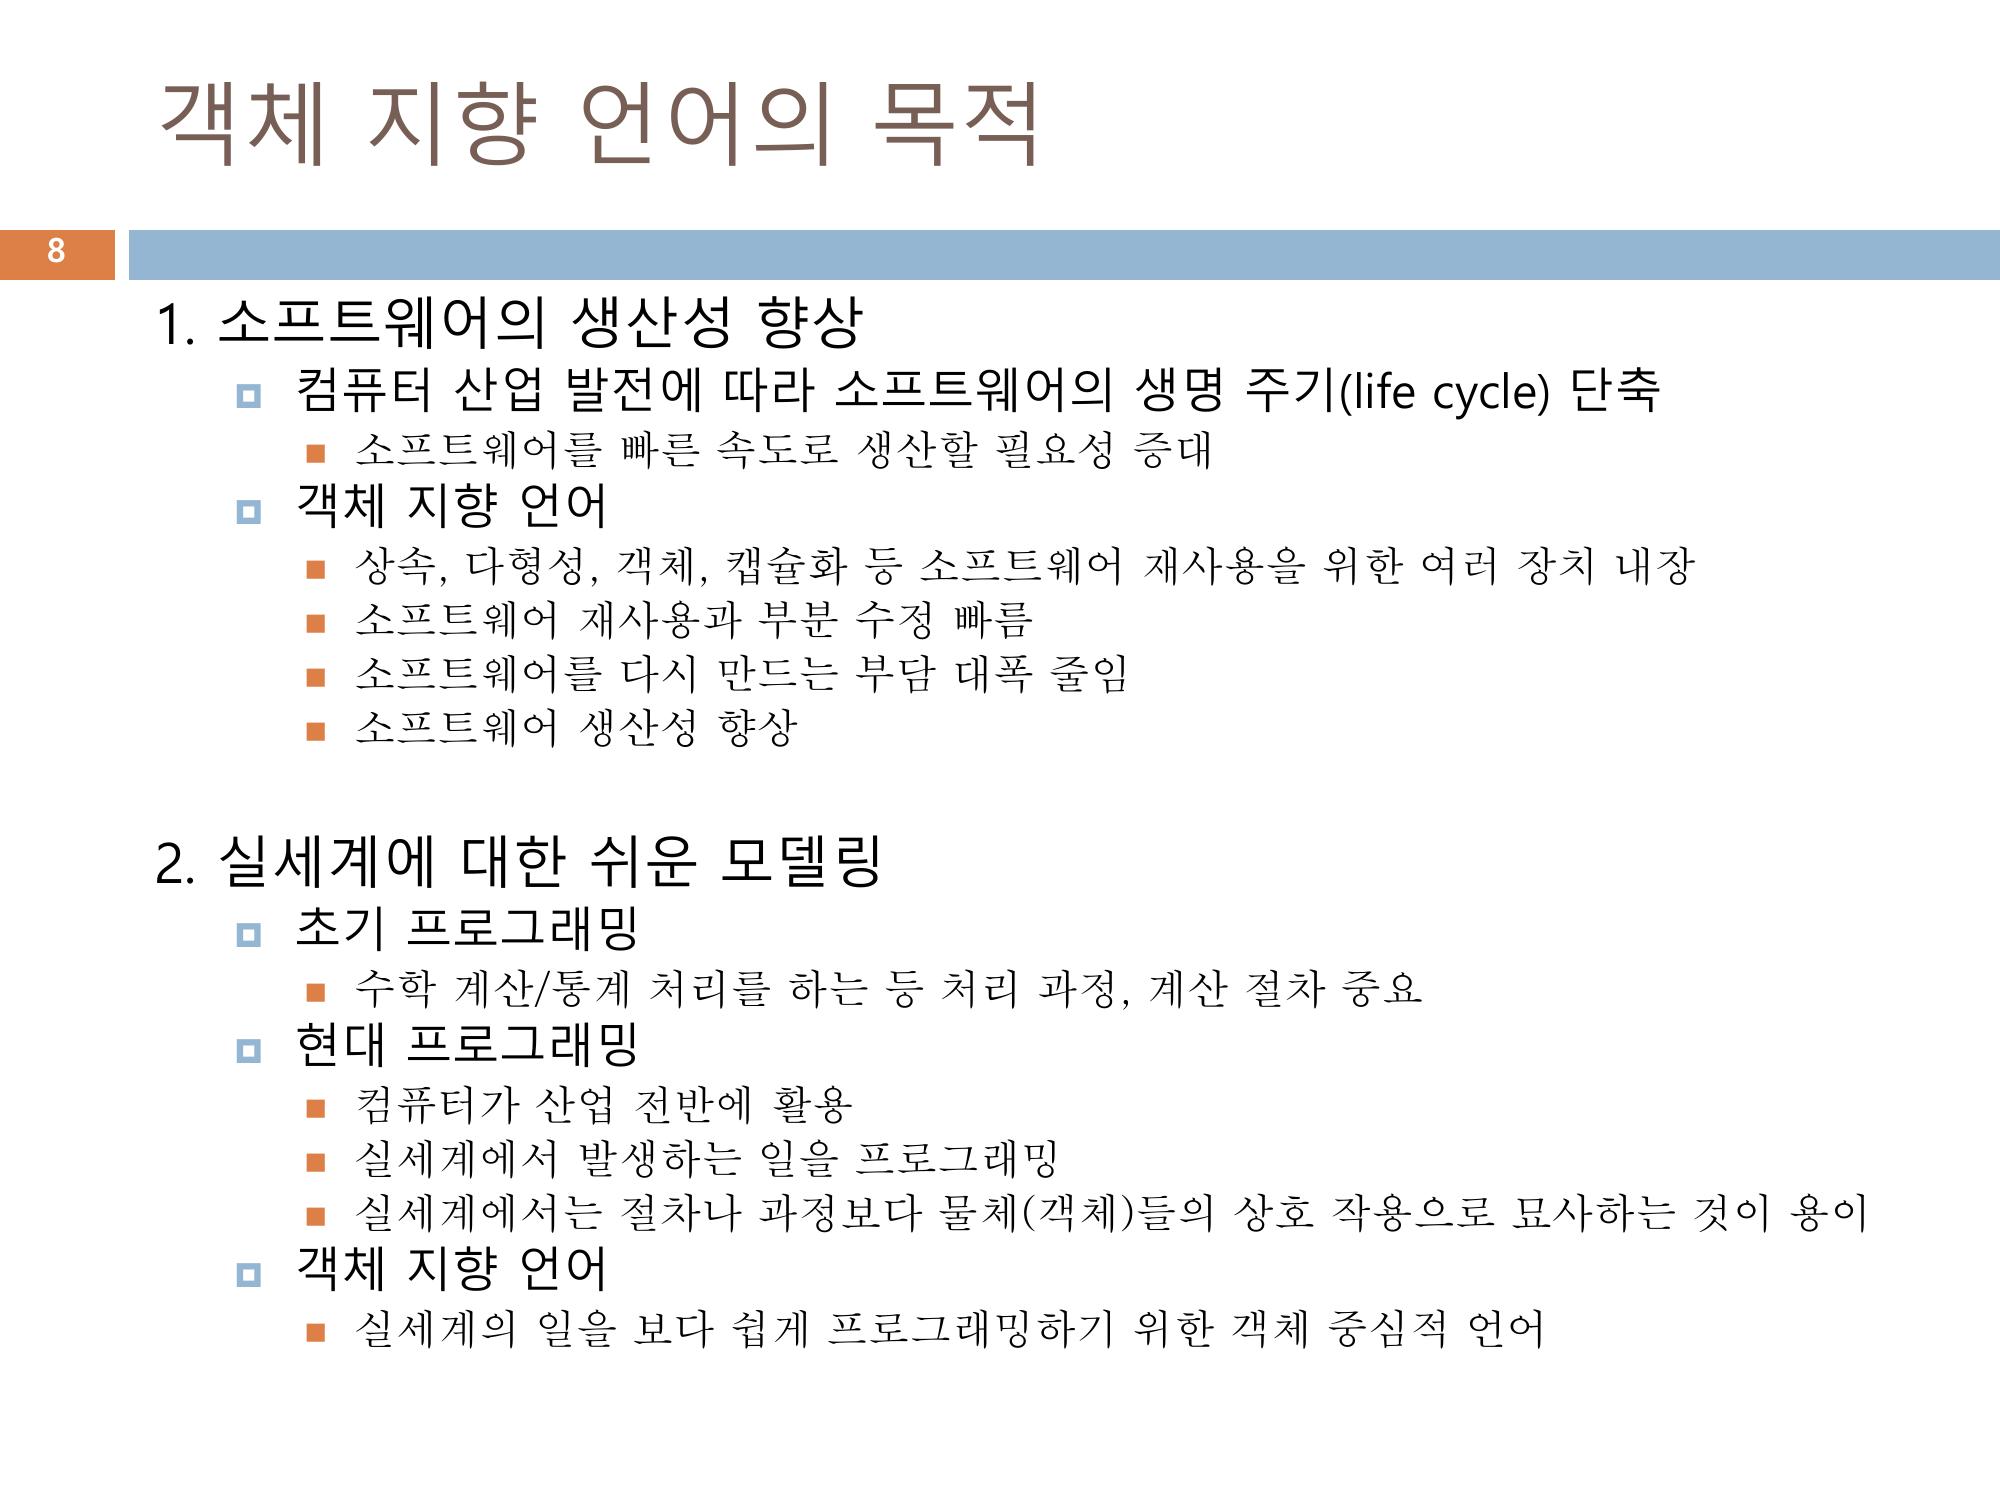 객체 지향 언어의 목적
8
1. 소프트웨어의 생산성 향상
컴퓨터 산업 발전에 따라 소프트웨어의 생명 주기(life cycle) 단축
소프트웨어를 빠른 속도로 생산할 필요성 증대
객체 지향 언어
상속, 다형성, 객체, 캡슐화 등 소프트웨어 재사용을 위한 여러 장치 내장
소프트웨어 재사용과 부분 수정 빠름
소프트웨어를 다시 만드는 부담 대폭 줄임
소프트웨어 생산성 향상
2. 실세계에 대한 쉬운 모델링
초기 프로그래밍
수학 계산/통계 처리를 하는 등 처리 과정, 계산 절차 중요
현대 프로그래밍
컴퓨터가 산업 전반에 활용
실세계에서 발생하는 일을 프로그래밍
실세계에서는 절차나 과정보다 물체(객체)들의 상호 작용으로 묘사하는 것이 용이
객체 지향 언어
실세계의 일을 보다 쉽게 프로그래밍하기 위한 객체 중심적 언어